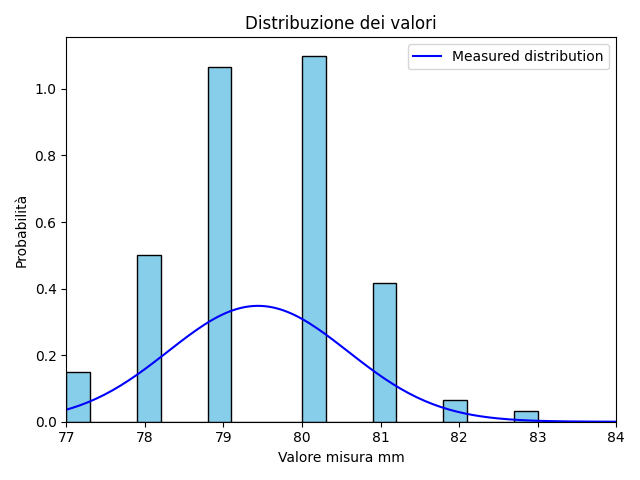 Distribuzione dei valori
Measured distribution
Probabilità
1.0
0.8
0.6
0.4
0.2
0.0
77 78 79 80 81 82 83 84
Valore misura mm